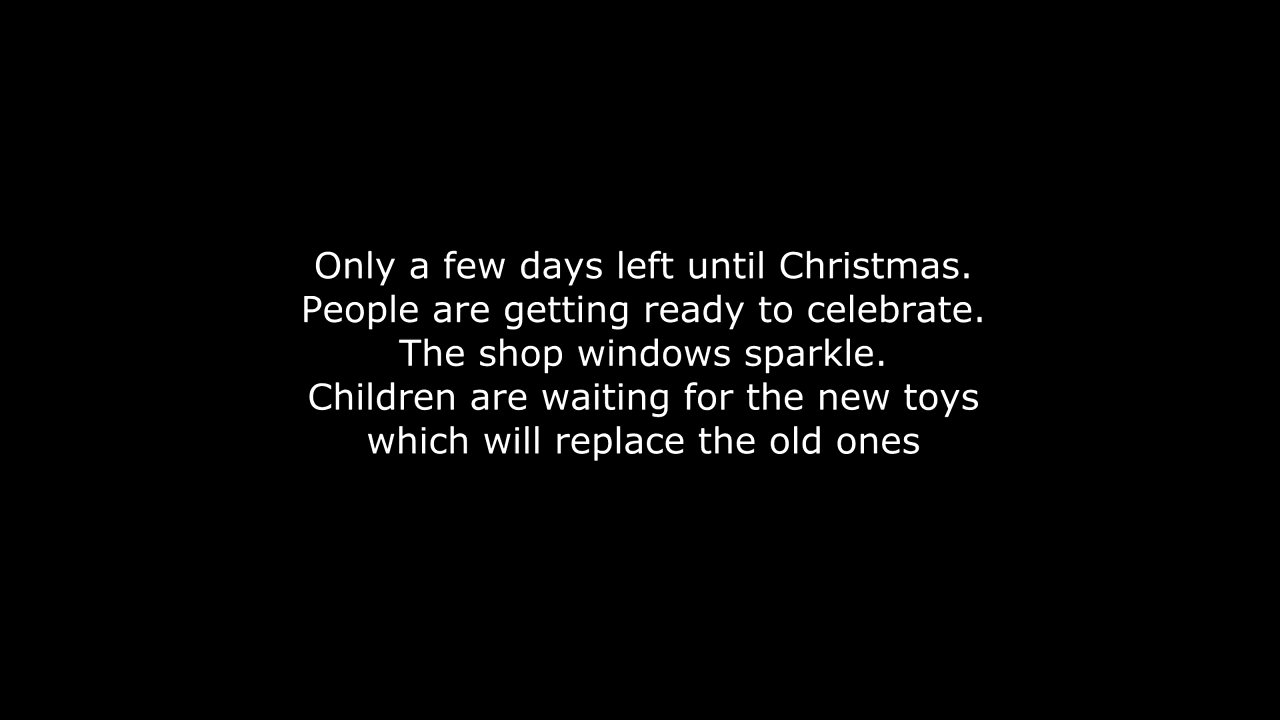 Only a few days left until Christmas.
People are getting ready to celebrate.
The shop windows sparkle.
Children are waiting for the new toys
which will replace the old ones